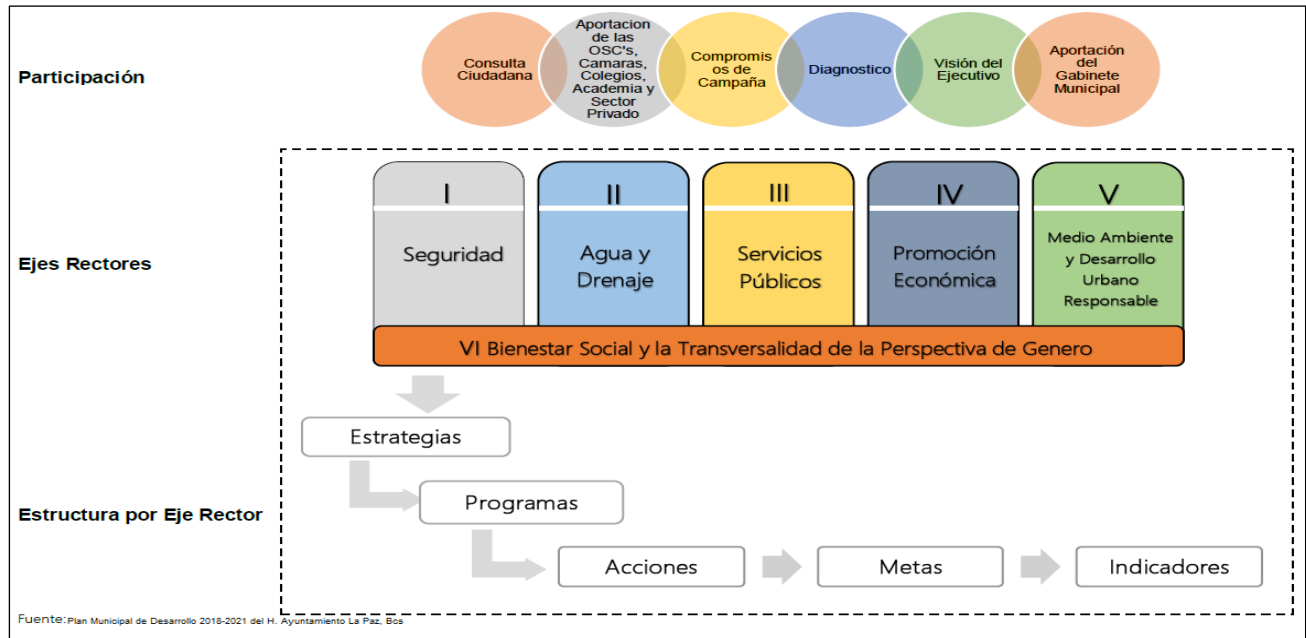 Participación
Consulta
Ciudadana
Aportacion
de las
OSC's,
Camaras,
Colegios,
Academia y
Sector
Privado
Compromis
os de
Campaña
Diagnostico
Visión del
Ejecutivo
Aportación
del
Gabinete
Municipal
Ejes Rectores
I
Seguridad
II
Agua y
Drenaje
III
Servicios
Públicos
IV
Promoción
Económica
V
Medio Ambiente
y Desarrollo
Urbano
Responsable
VI Bienestar Social y la Transversalidad de la Perspectiva de Genero
Estructura por Eje Rector
Estrategias
Programas
Acciones
Metas
Indicadores
Fuente: Plan Municipal de Desarrollo 2018-2021 del H. Ayuntamiento La Paz, Bcs